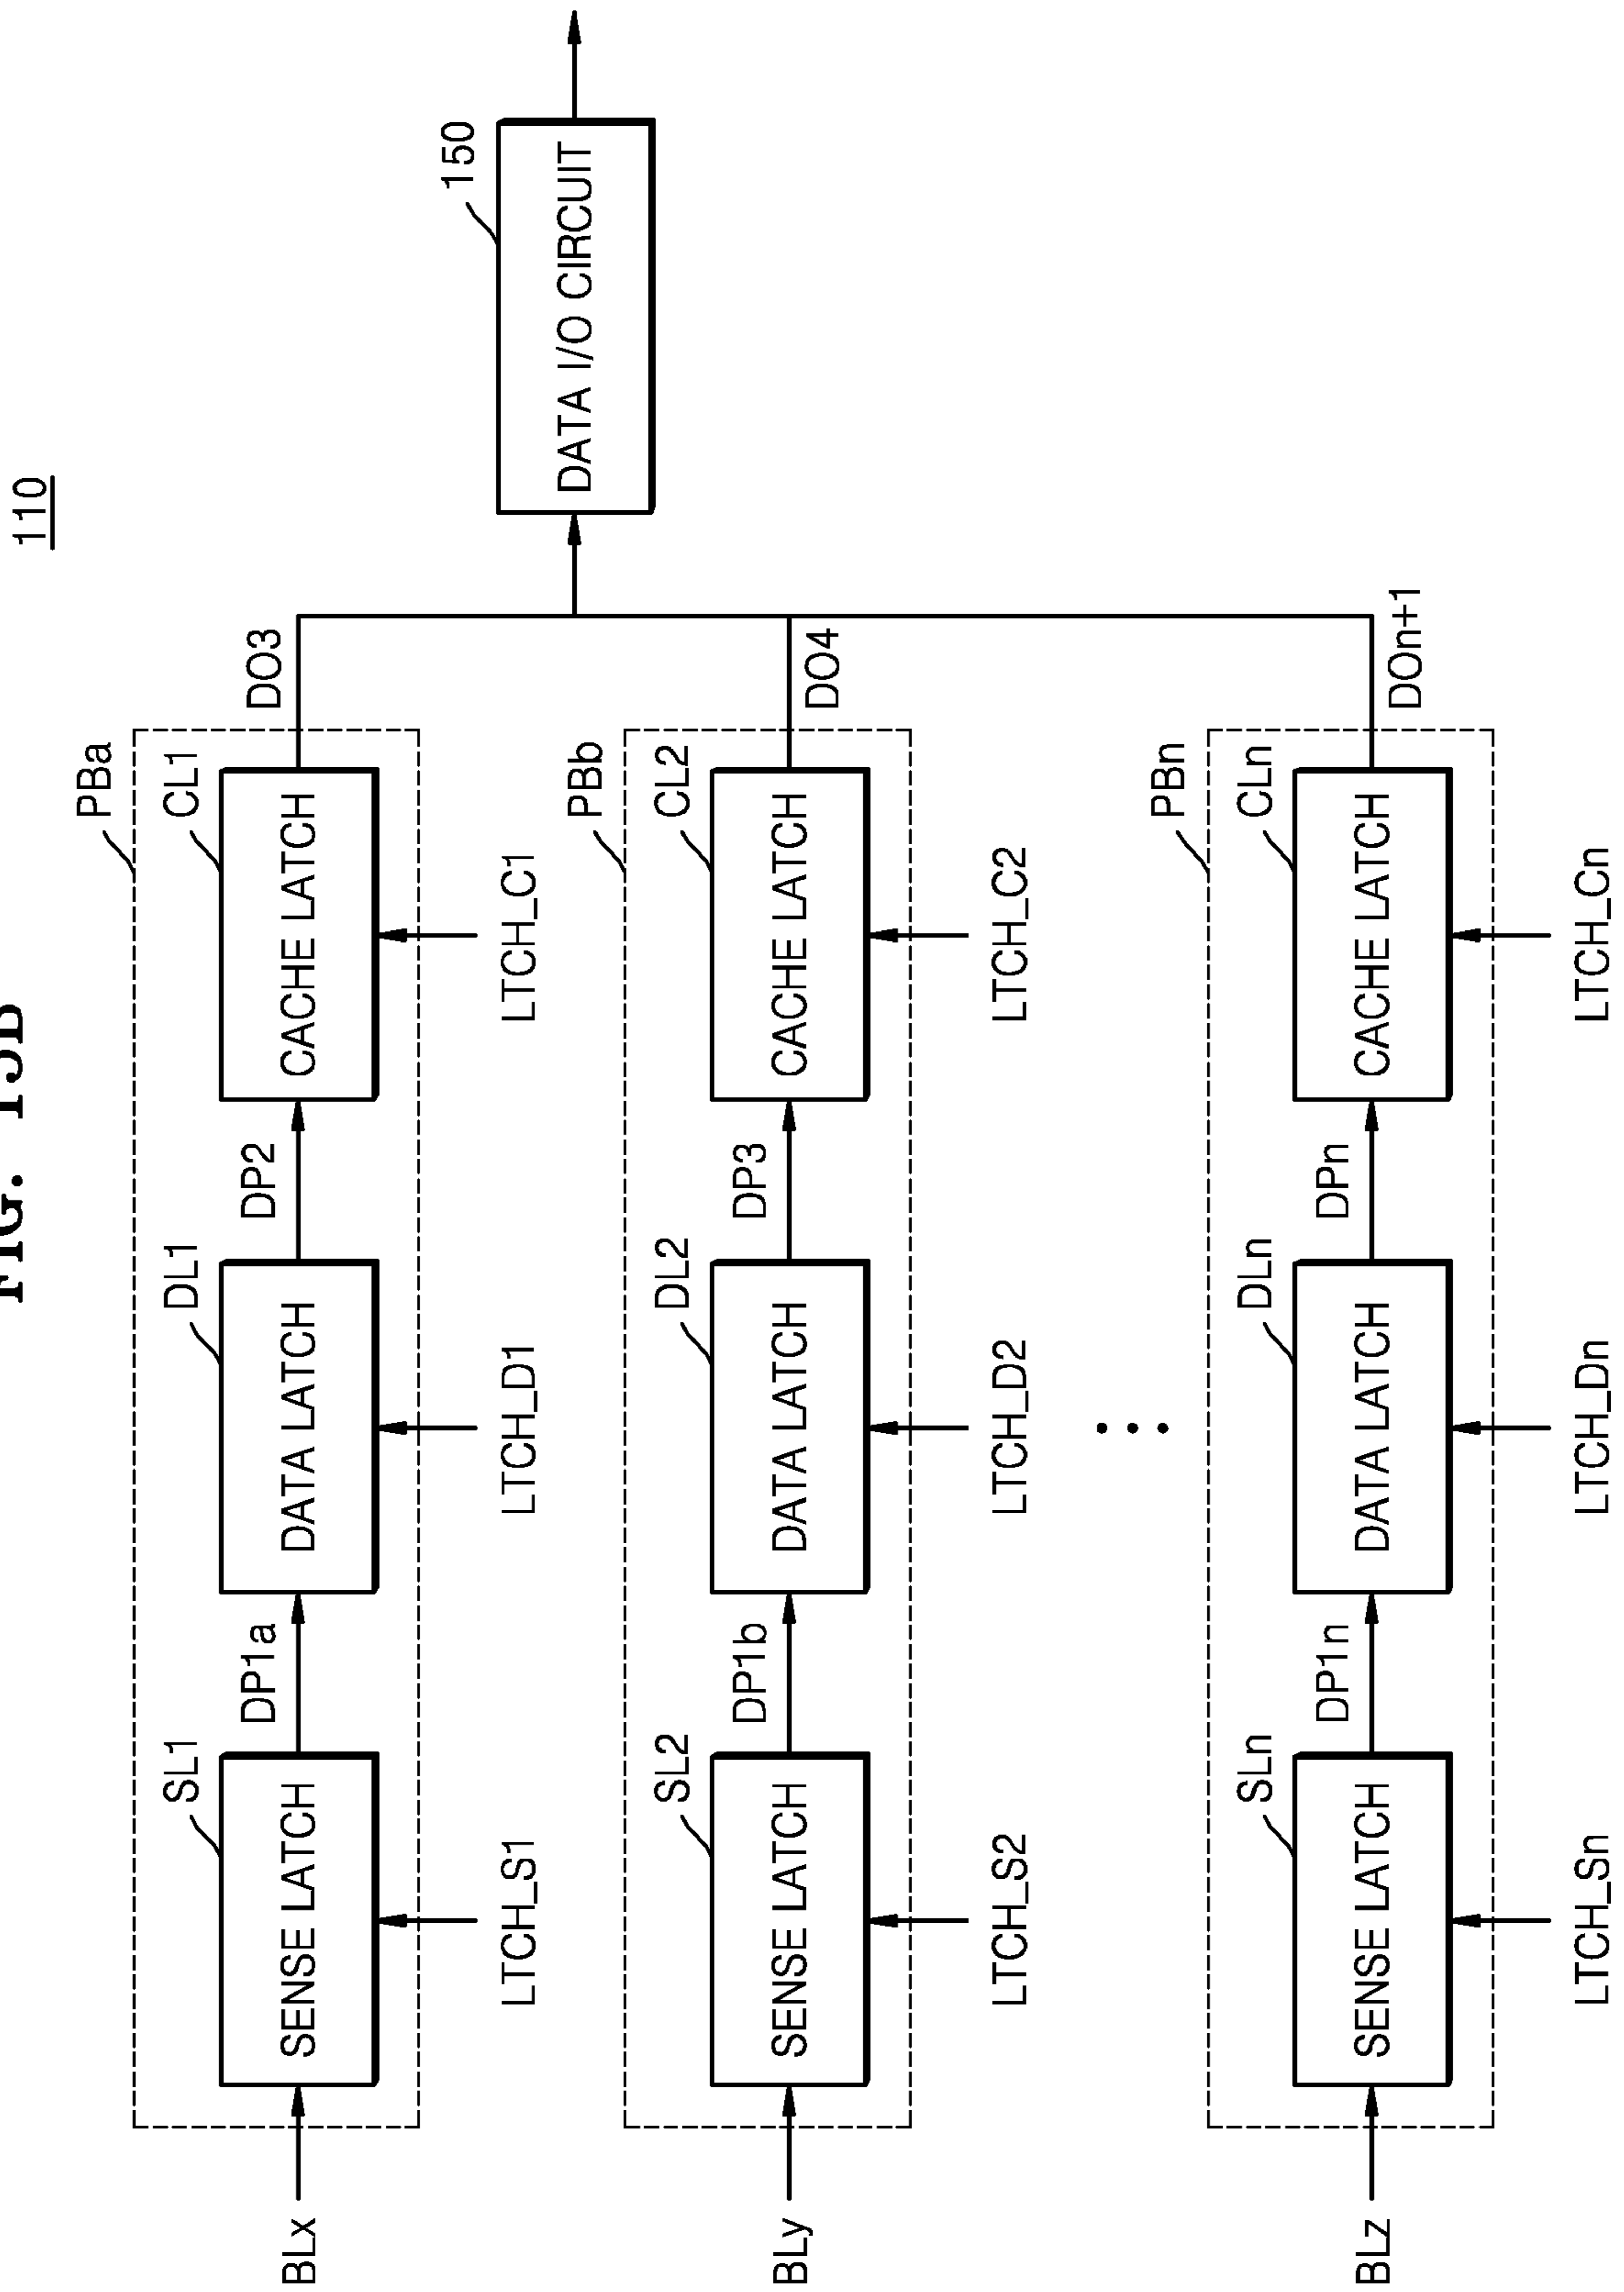 FIG.
110
PBa
SL1
DL1
CL1
BLx
SENSE LATCH
DP1a
DATA LATCH
DP2
CACHE LATCH
DO3
LTCH_S1
LTCH_D1
LTCH_C1
150
DATA I/O CIRCUIT
PBb
SL2
DL2
CL2
BLy
SENSE LATCH
DP1b
DATA LATCH
DP3
CACHE LATCH
DO4
LTCH_S2
LTCH_D2
LTCH_C2
PBn
SLn
DLn
CLn
BLz
SENSE LATCH
DP1n
DATA LATCH
DPn
CACHE LATCH
DOn+1
LTCH_Sn
LTCH_Dn
LTCH_Cn